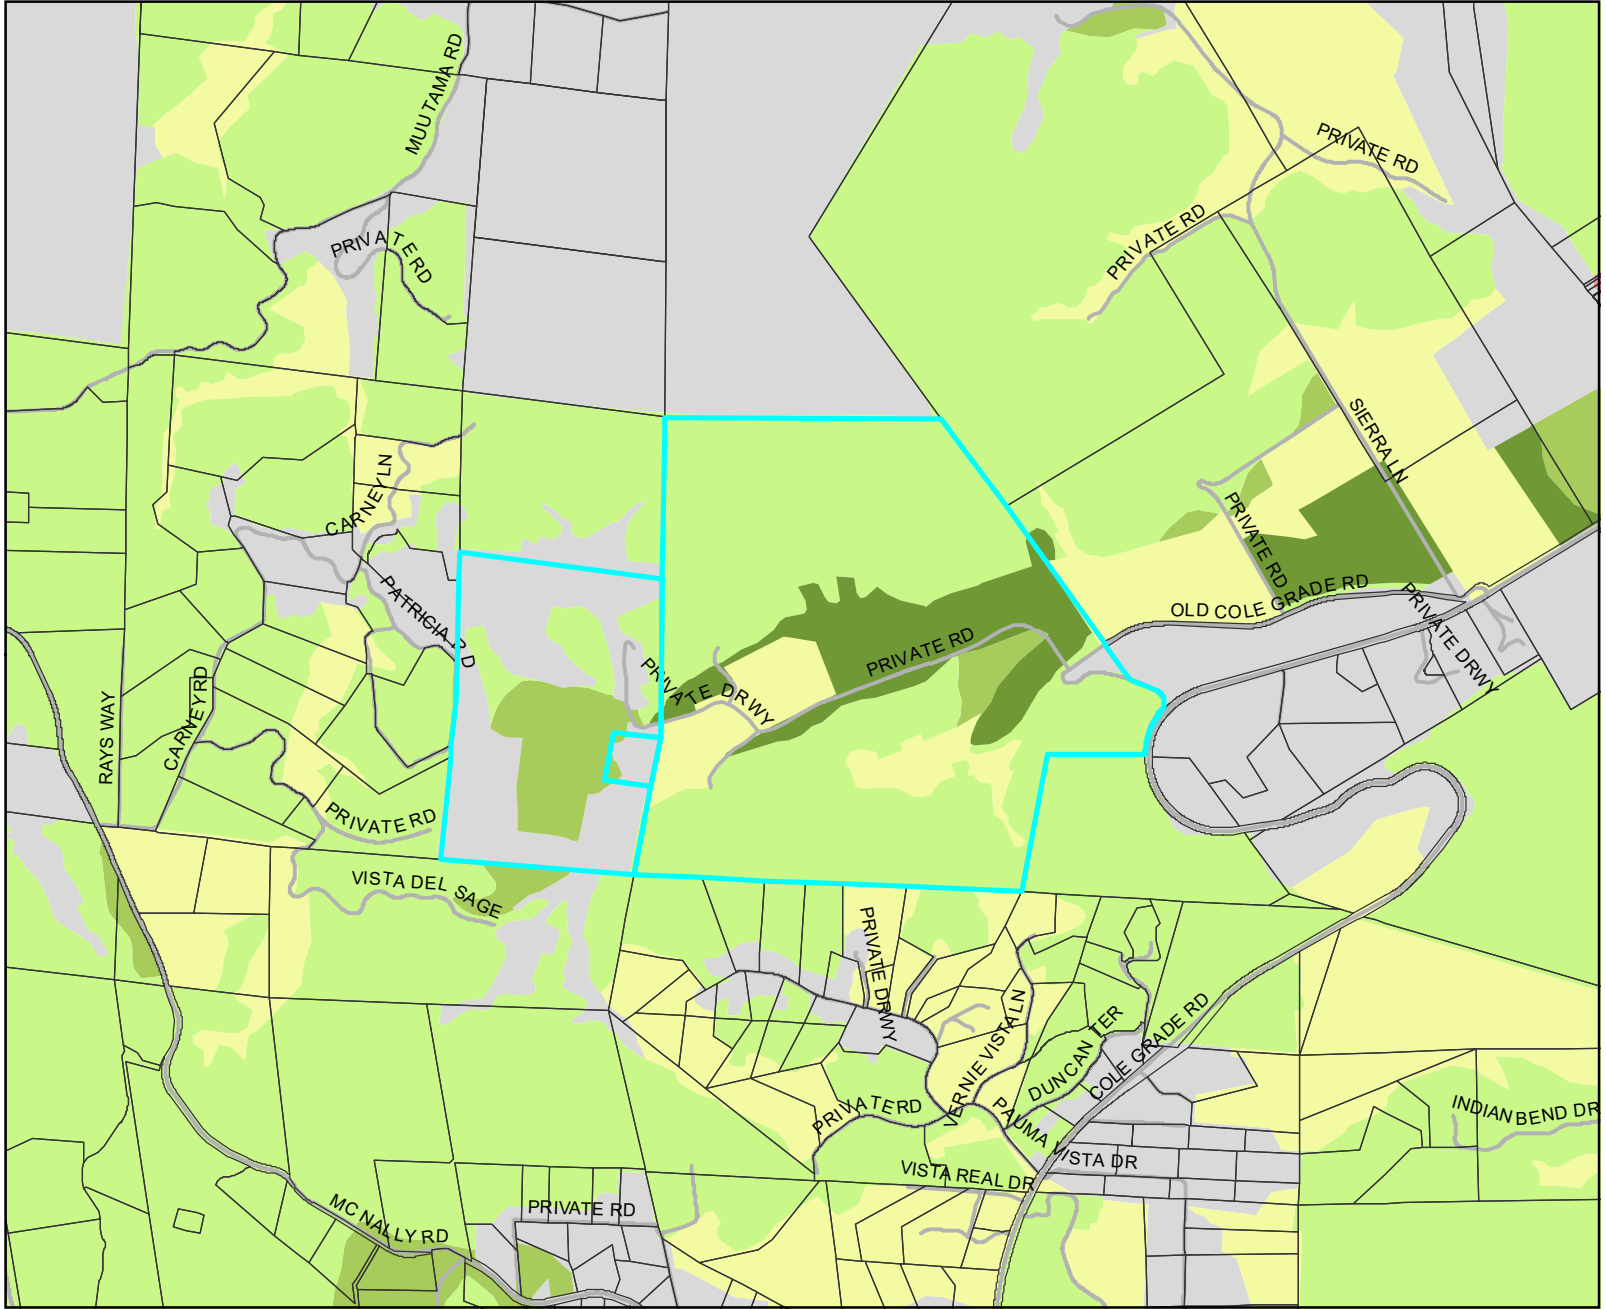 MUUTAMA RD
PRIVATE RD
PRIVATE RD
PRIVATE RD
SIERRA LN
CARNEY LN
PRIVATE RD
PATRICIA RD
OLD COLE GRADE RD
PRIVATE DRWY
PRIVATE RD
PRIVATE DRWY
RAYS WAY
CARNEY RD
PRIVATE RD
VISTA DEL SAGE
PRIVATE DRWY
VERNIE VISTA LN
DUNCAN TER
COLE GRADE RD
PRIVATE RD
PAUMA VISTA DR
INDIAN BEND DR
VISTA REAL DR
MC NALLY RD
PRIVATE RD